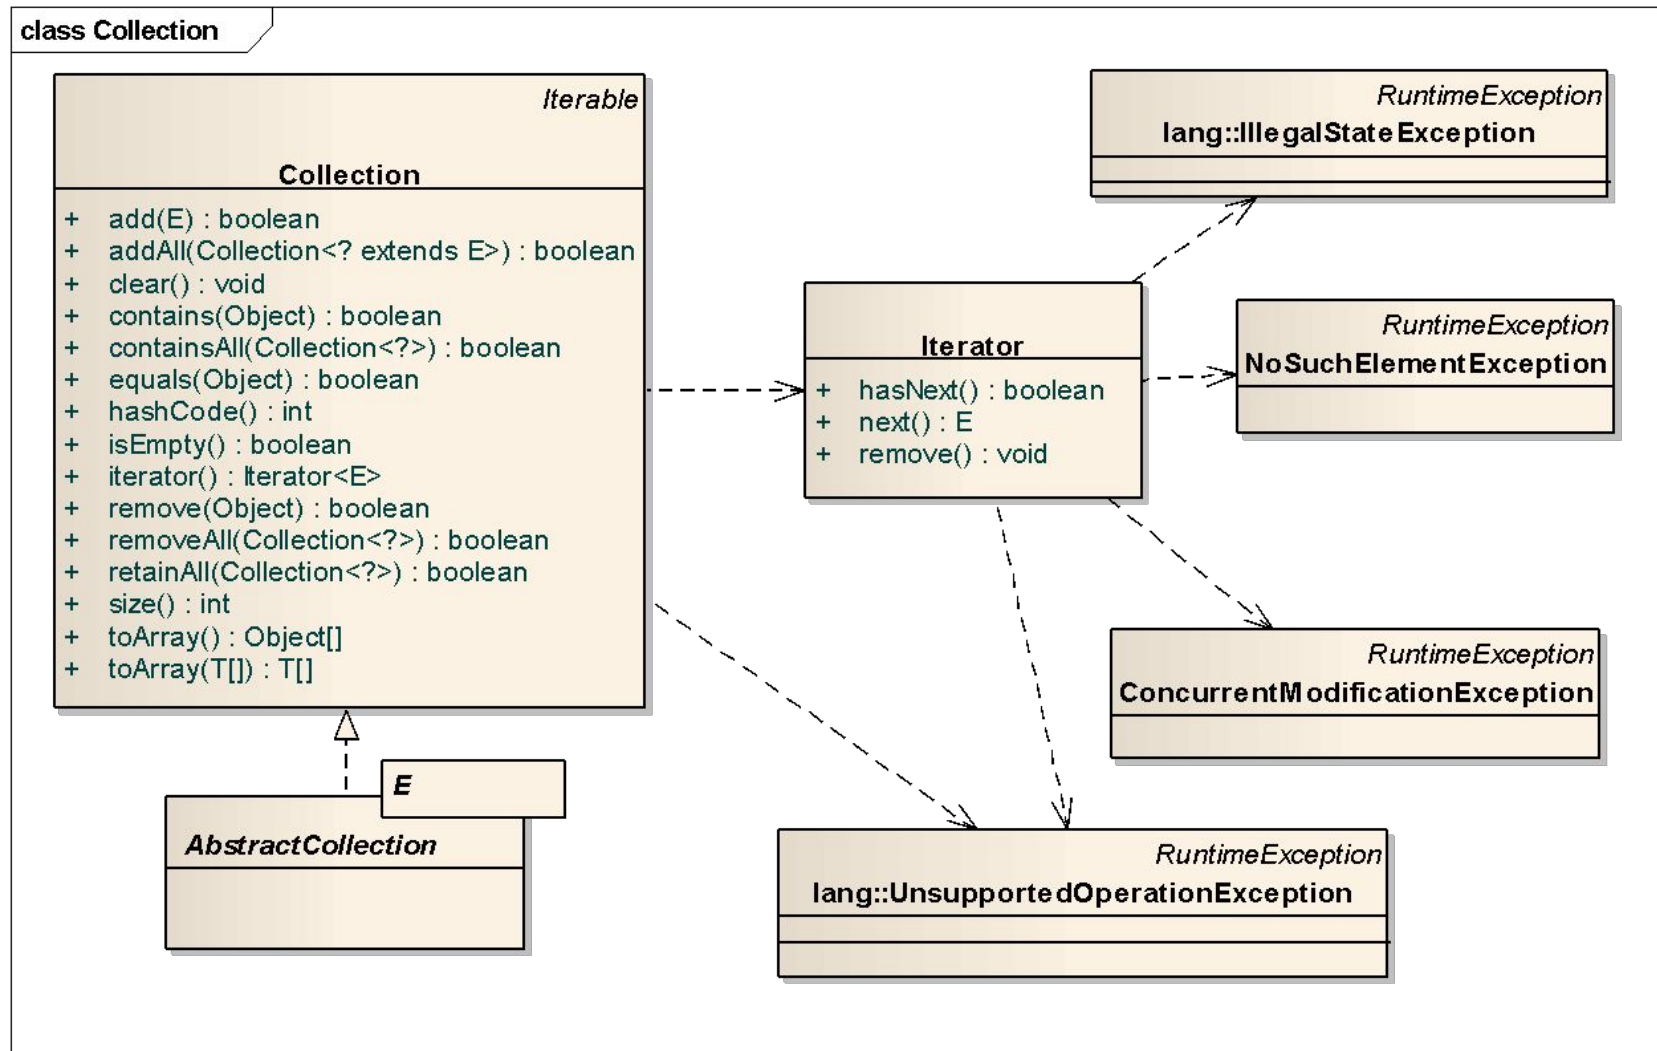 class Collection
Iterable
Collection
+ add(E) : boolean
+ addAll(Collection<? extends E>) : boolean
+ clear() : void
+ contains(Object) : boolean
+ containsAll(Collection<?>) : boolean
+ equals(Object) : boolean
+ hashCode() : int
+ isEmpty() : boolean
+ iterator() : Iterator<E>
+ remove(Object) : boolean
+ removeAll(Collection<?>) : boolean
+ retainAll(Collection<?>) : boolean
+ size() : int
+ toArray() : Object[]
+ toArray(T[]) : T[]
E
AbstractCollection
Iterator
+ hasNext() : boolean
+ next() : E
+ remove() : void
RuntimeException
lang::IllegalStateException
RuntimeException
NoSuchElementException
RuntimeException
ConcurrentModificationException
RuntimeException
lang::UnsupportedOperationException